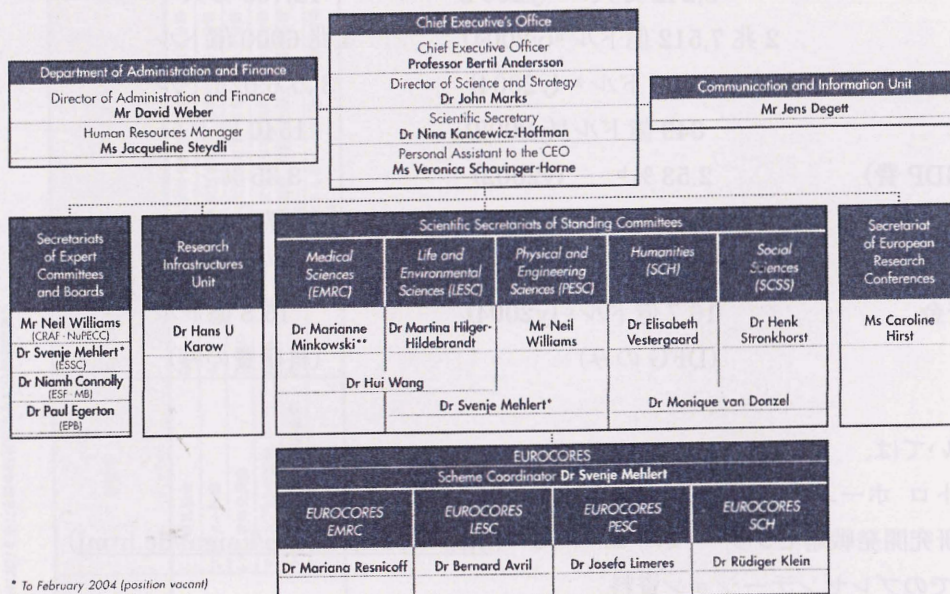 Chief Executive's Office
Chief Executive Officer
Professor Bertil Andersson
Director of Science and Strategy
Dr John Marks
Scientific Secretary
Dr Nina Kancewicz-Hoffman
Personal Assistant to the CEO
Ms Veronica Schauinger-Horne
Department of Administration and Finance
Director of Administration and Finance
Mr David Weber
Human Resources Manager
Ms Jacqueline Steydli
Communication and Information Unit
Mr Jens Degett
Secretariats
of Expert
Committees
and Boards
Mr Neil Williams
(CRAF - NuPECC)
Dr Svenje Mehlert*
(ESSC)
Dr Niamh Connolly
(ESF - MB)
Dr Paul Egerton
(EPB)
Research
Infrastructures
Unit
Dr Hans U
Karow
Scientific Secretaries of Standing Committees
Medical
Sciences
(EMRC)
Life and
Environmental
Sciences (LESC)
Physical and
Engineering
Sciences (PESC)
Humanities
(SCH)
Social
Sciences
(SCSS)
Dr Marianne
Minkowski**
Dr Martina Hilger-
Hildebrandt
Mr Neil
Williams
Dr Elisabeth
Vestergaard
Dr Henk
Stronkhorst
Dr Hui Wang
Dr Svenje Mehlert*
Dr Monique van Donzel
Secretariat
of European
Research
Conferences
Ms Caroline
Hirst
EUROCORES
Scheme Coordinator Dr Svenje Mehlert
EUROCORES
EMRC
EUROCORES
LESC
EUROCORES
PESC
EUROCORES
SCH
Dr Mariana Resnicoff
Dr Bernard Avril
Dr Josefa Limeres
Dr Rüdiger Klein
* To February 2004 (position vacant)